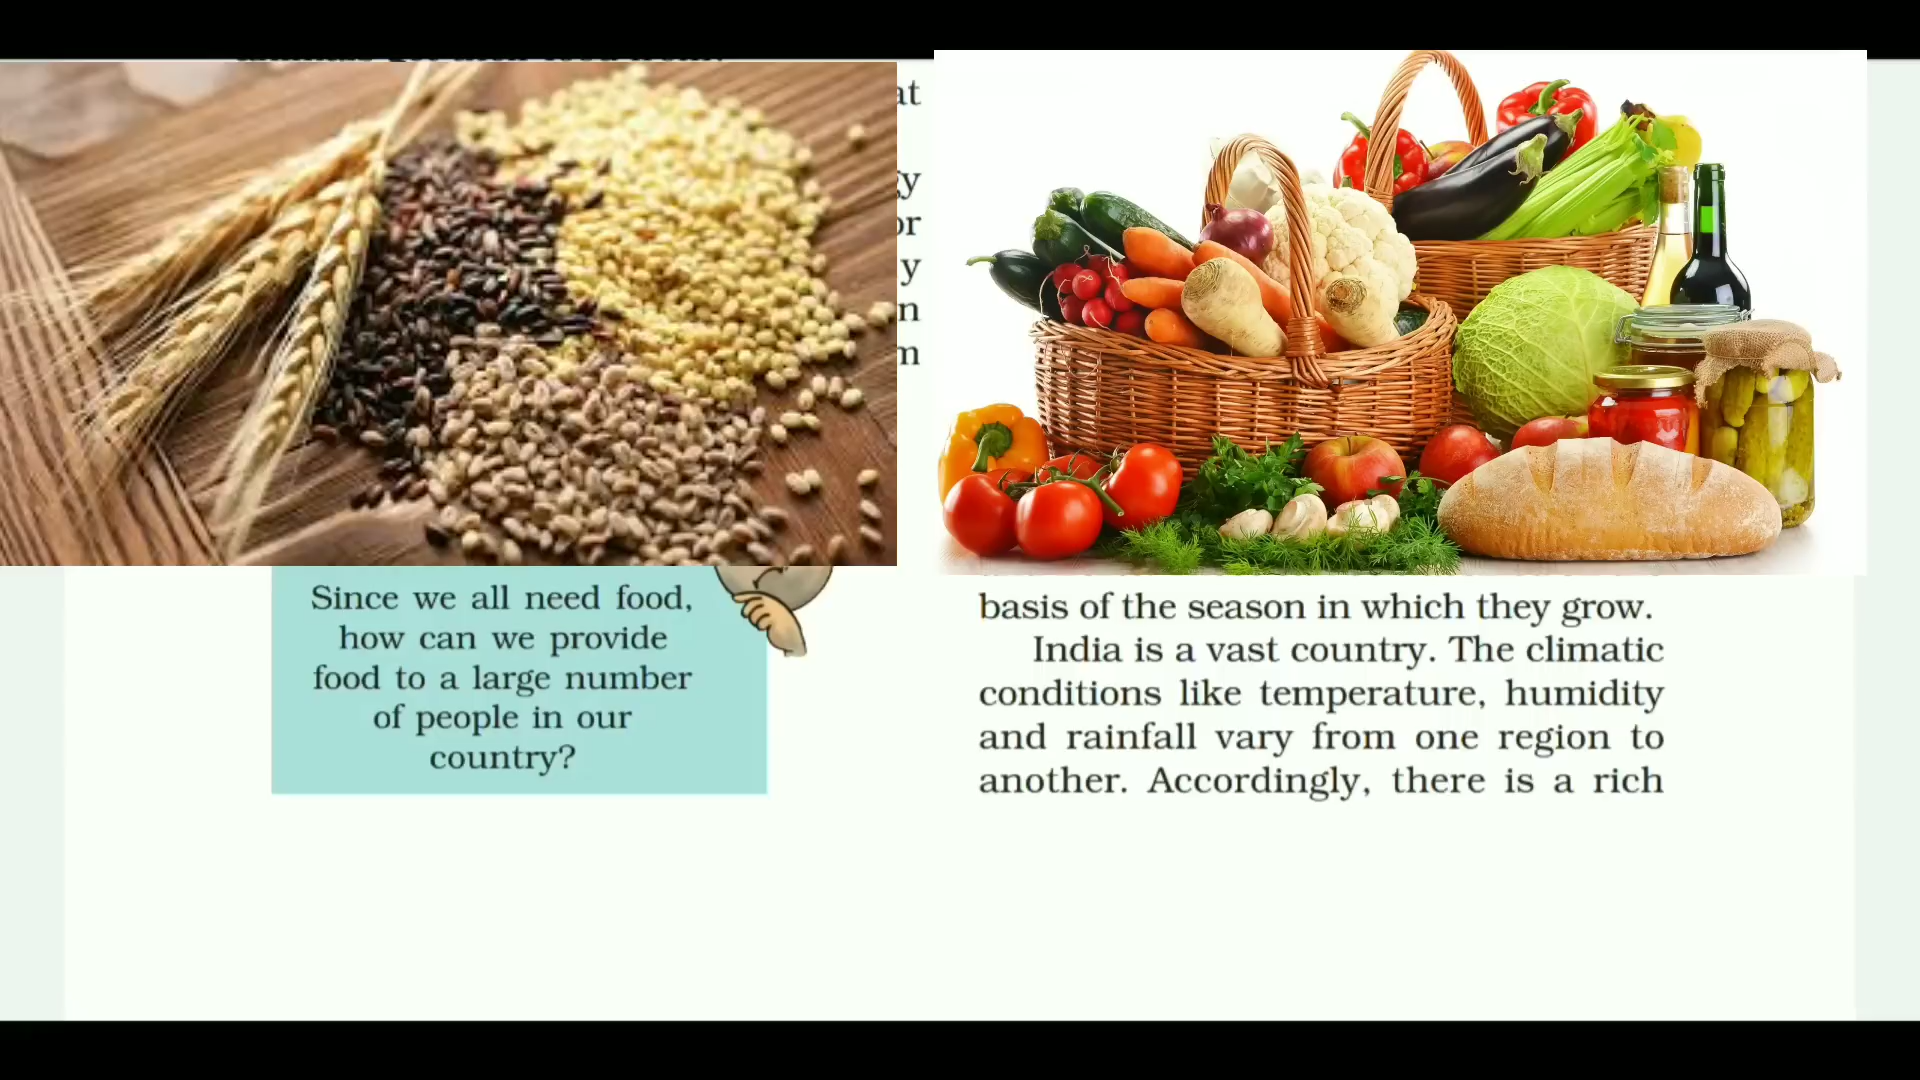 Since we all need food,
how can we provide
food to a large number
of people in our
country?
basis of the season in which they grow.
India is a vast country. The climatic
conditions like temperature, humidity
and rainfall vary from one region to
another. Accordingly, there is a rich